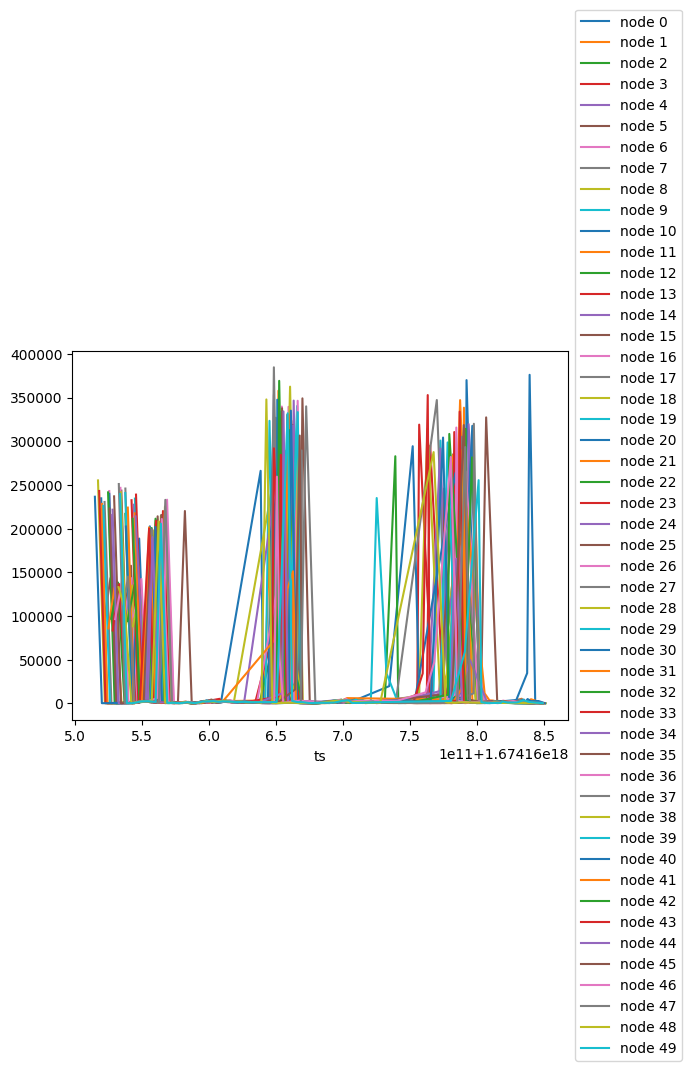 400000
350000
300000
250000
200000
150000
100000
50000
0
5.0 5.5 6.0 6.5 7.0 7.5 8.0 8.5
ts
1e11+1.67416e18
node 0
node 1
node 2
node 3
node 4
node 5
node 6
node 7
node 8
node 9
node 10
node 11
node 12
node 13
node 14
node 15
node 16
node 17
node 18
node 19
node 20
node 21
node 22
node 23
node 24
node 25
node 26
node 27
node 28
node 29
node 30
node 31
node 32
node 33
node 34
node 35
node 36
node 37
node 38
node 39
node 40
node 41
node 42
node 43
node 44
node 45
node 46
node 47
node 48
node 49